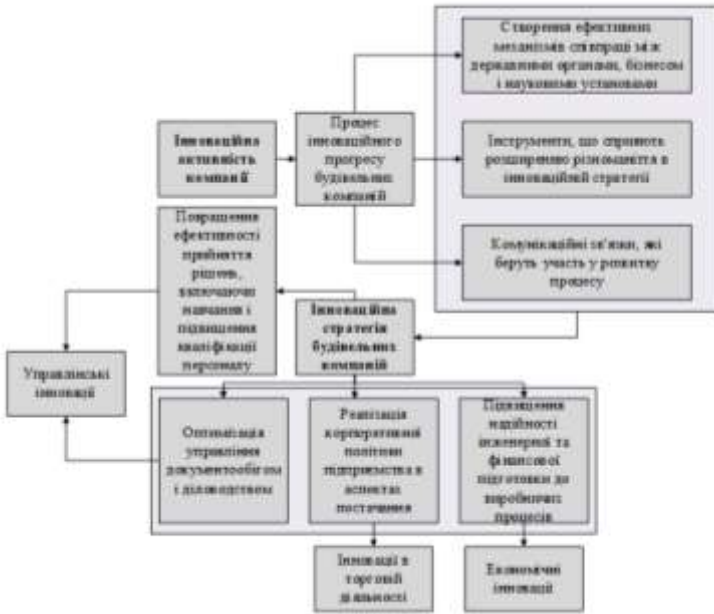 Створення ефективних
механізмів співпраці між
державними органами, бізнесом
і науковими установами
Інноваційна
активність
компанії
Процес
інноваційного
прогресу
будівельних
компаній
Інструменти, що сприяють
розширенню різноманіття в
інноваційній стратегії
Комунікаційні зв'язки, які
беруть участь у розвитку
процесу
Покращення
ефективності
прийняття
рішень,
включаючи
навчання і
підвищення
кваліфікації
персоналу
Інноваційна
стратегія
будівельних
компаній
Управлінські
інновації
Оптимізація
управління
документообігом
і діловодством
Реалізація
корпоративної
політики
підприємства в
аспектах
постачання
Підвищення
надійності
інженерної та
фінансової
підготовки до
виробничих
процесів
Інновації в
торговій
діяльності
Економічні
інновації